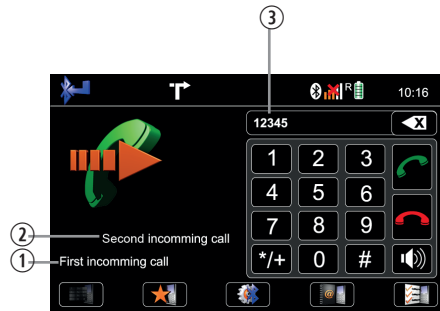 3
R
10:16
12345
X
1 2 3
4 5 6
2 Second incomming call
7 8 9
1 First incomming call
*/+ 0 #
@